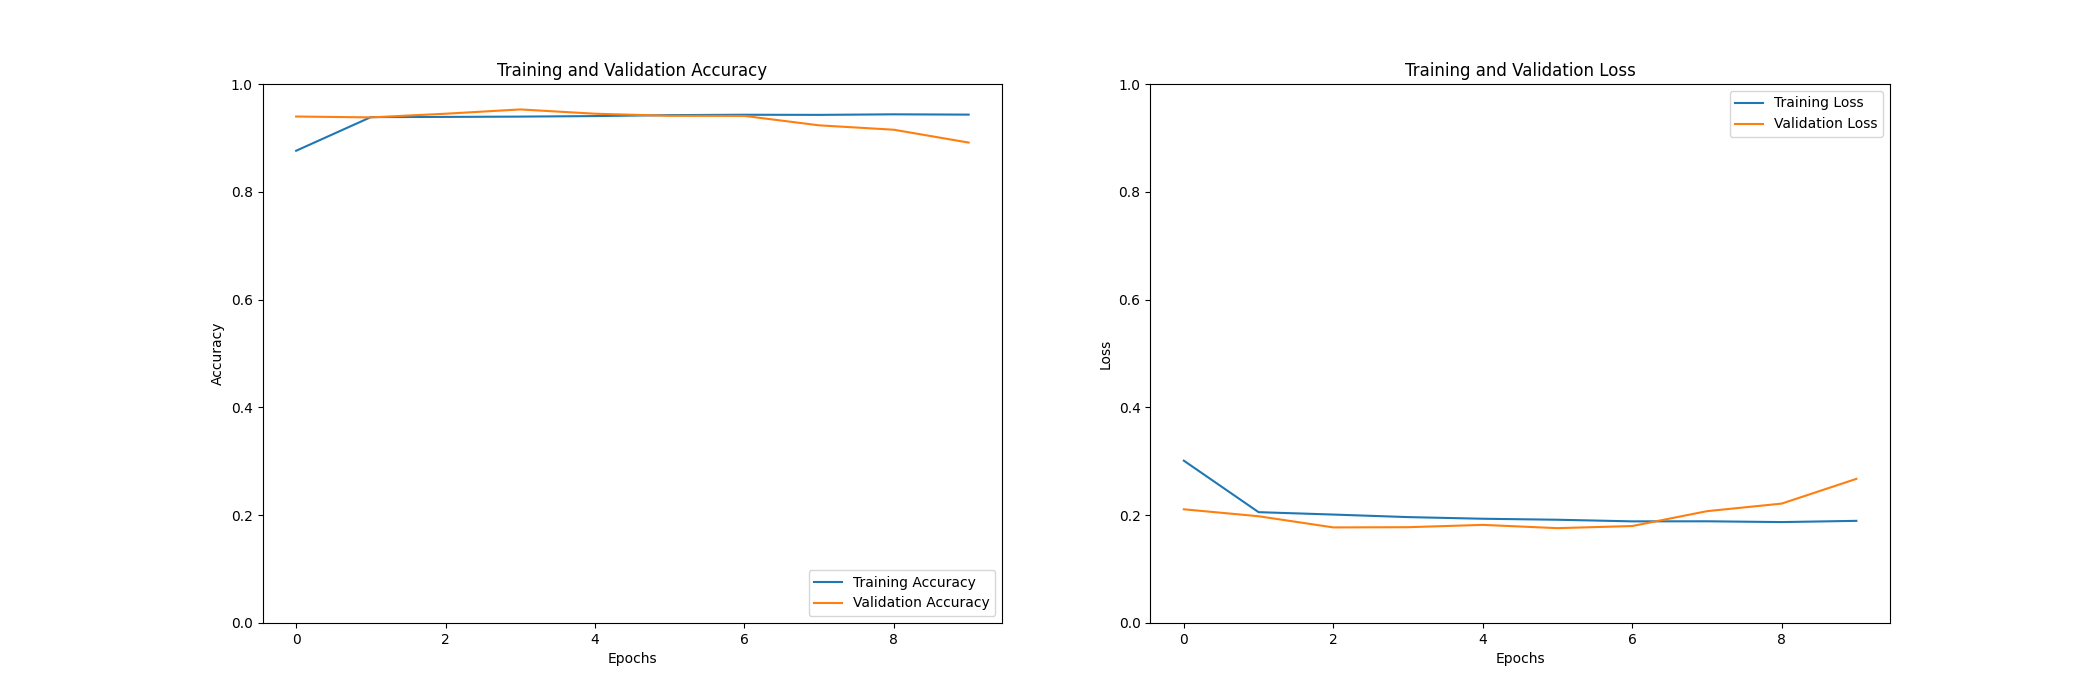 Training and Validation Accuracy
1.0
0.8
0.6
0.4
0.2
0.0
Accuracy
0 2 4 6 8
Epochs
Training Accuracy
Validation Accuracy
Training and Validation Loss
1.0
0.8
0.6
0.4
0.2
0.0
Loss
0 2 4 6 8
Epochs
Training Loss
Validation Loss